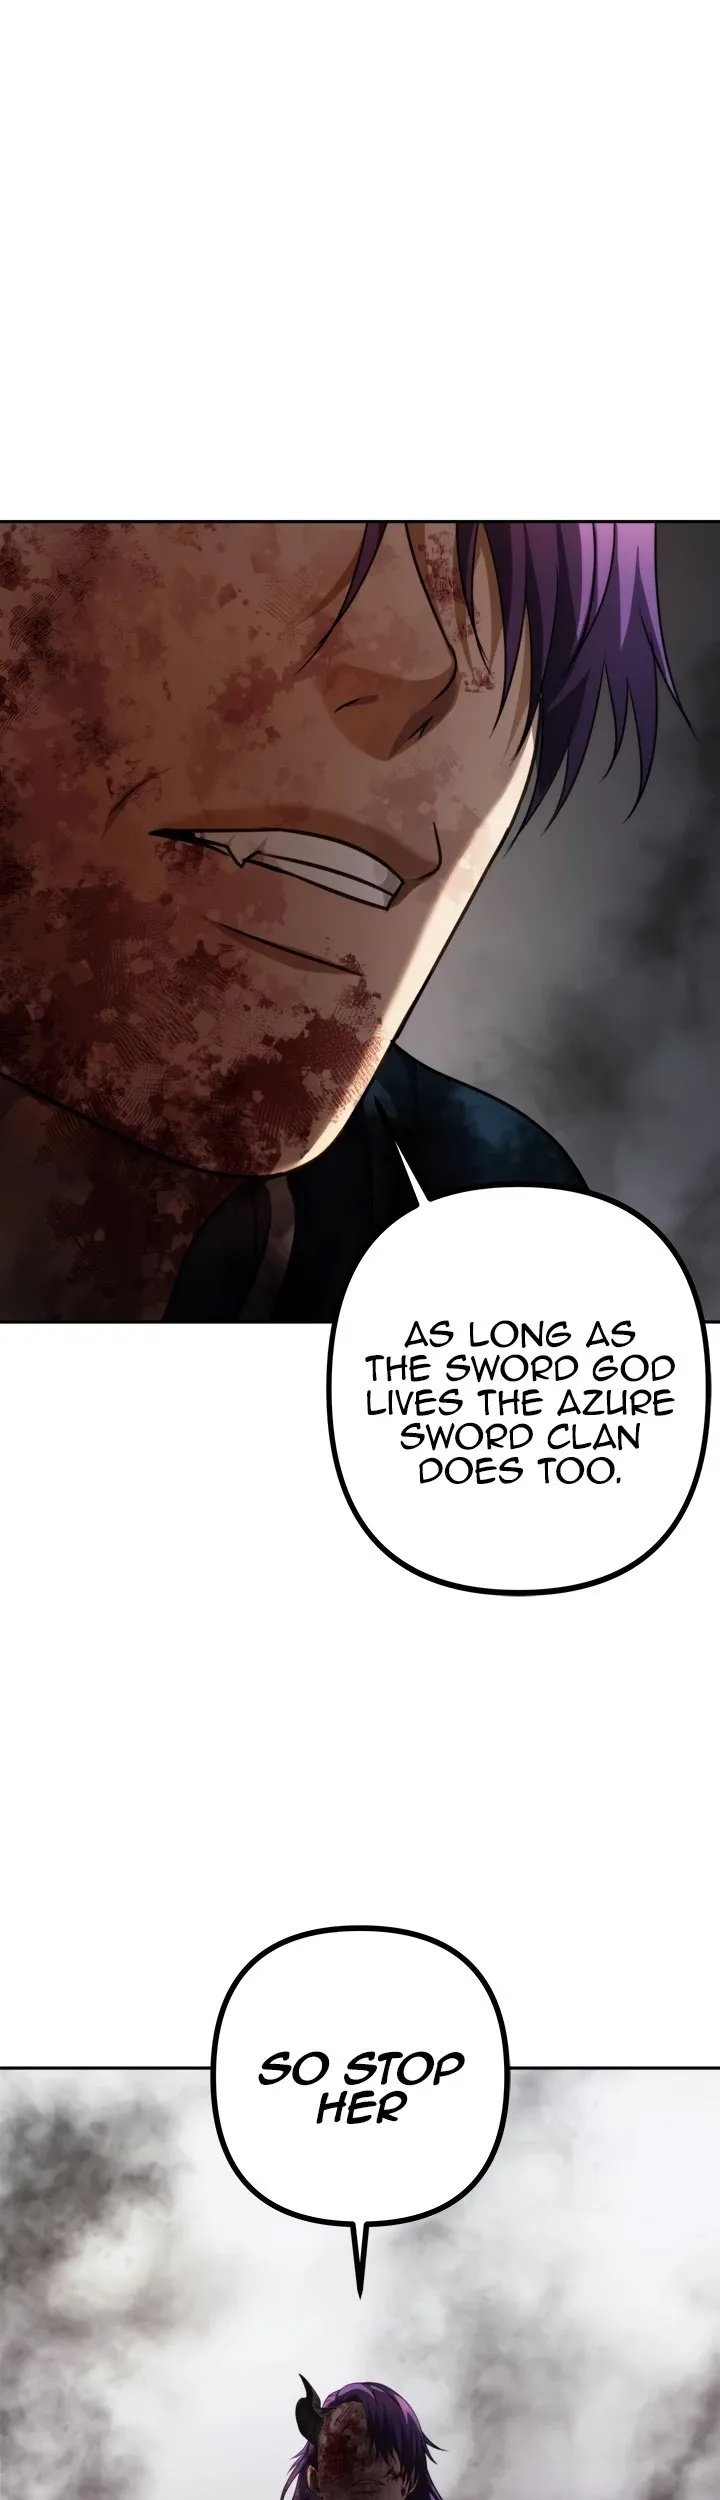 AS LONG AS
THE SWORD GOD
LIVES THE AZURE
SWORD CLAN
DOES TOO.
SO STOP
HER